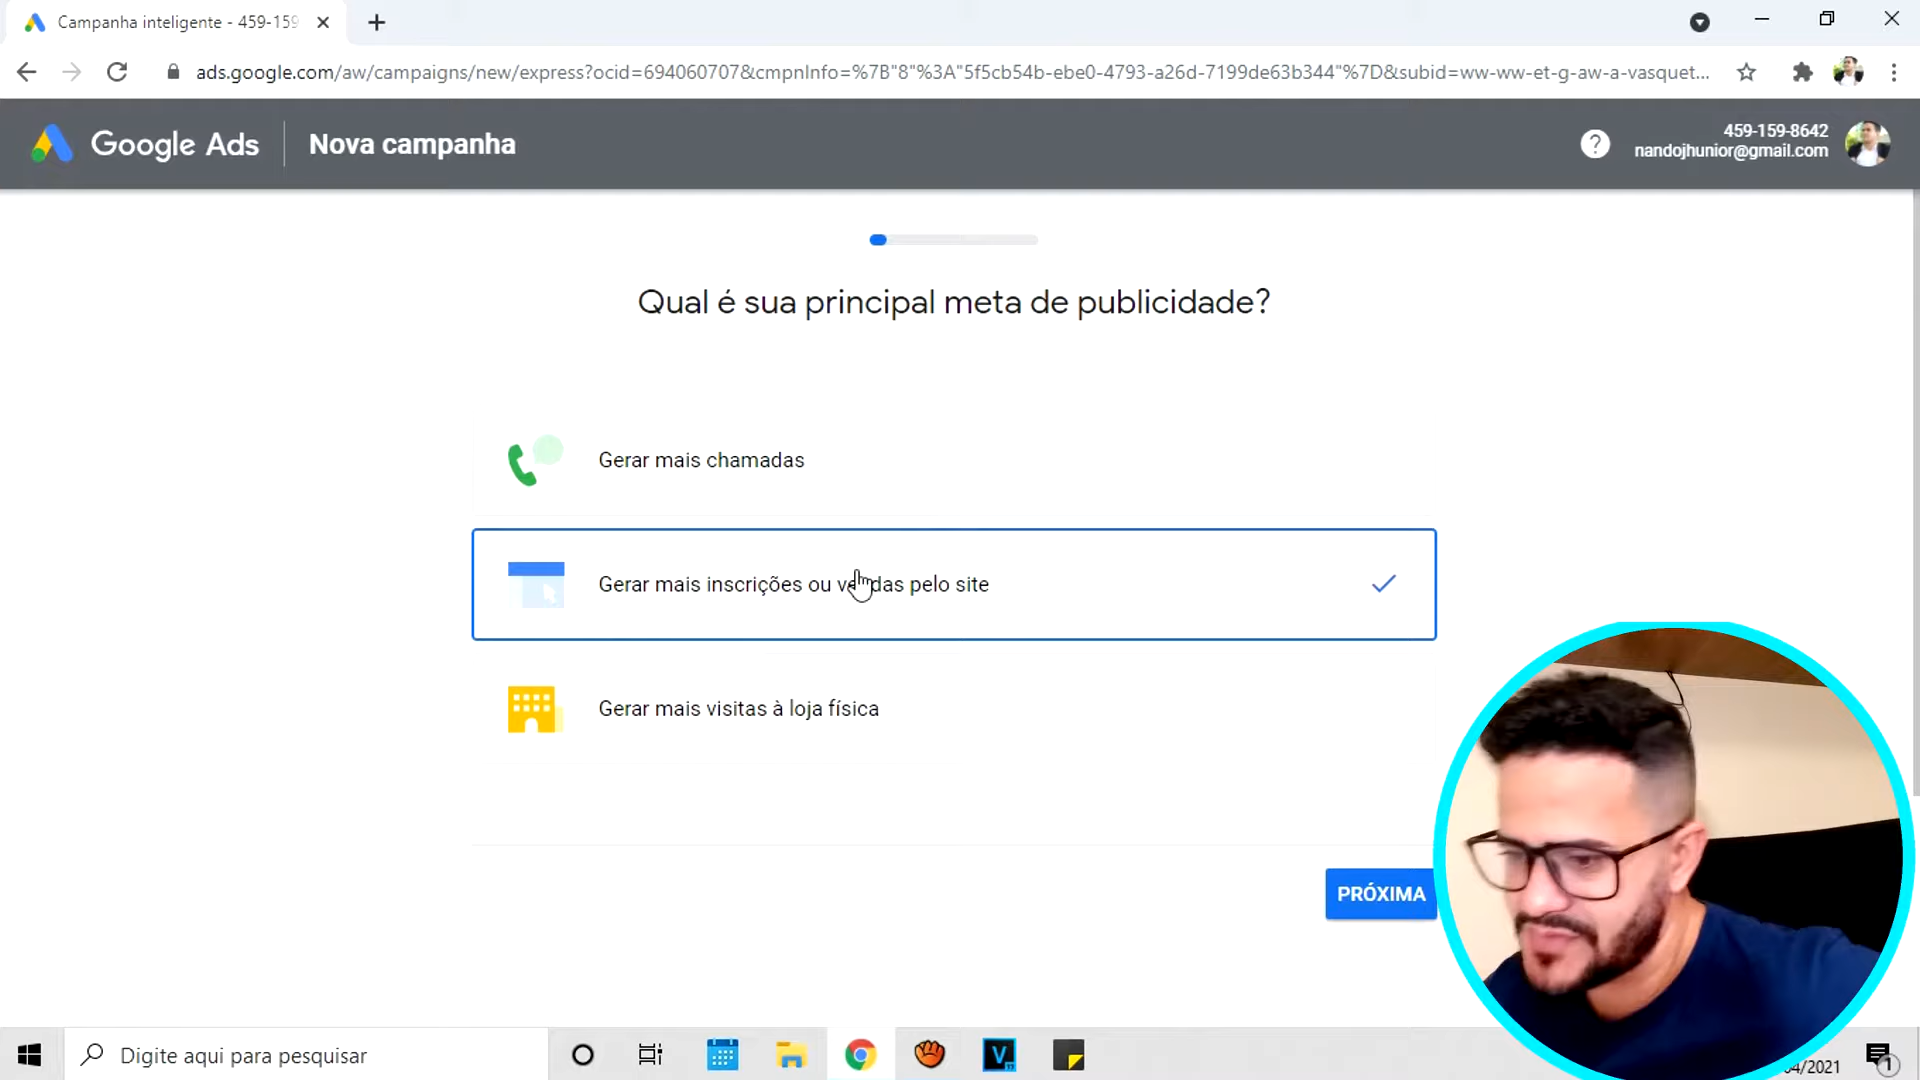 Campanha inteligente - 459-159
ads.google.com/aw/campaigns/new/express?ocid=694060707&cmpnInfo=%7B"8"%3A"5f5cb54b-ebe0-4793-a26d-7199de63b344"%7D&subid=ww-ww-et-g-aw-a-vasquet...
Google Ads
Nova campanha
?
459-159-8642
nandojhunior@gmail.com
Qual é sua principal meta de publicidade?
Gerar mais chamadas
Gerar mais inscrições ou vendas pelo site
Gerar mais visitas à loja física
PRÓXIMA
Digite aqui para pesquisar
V
04/2021
1